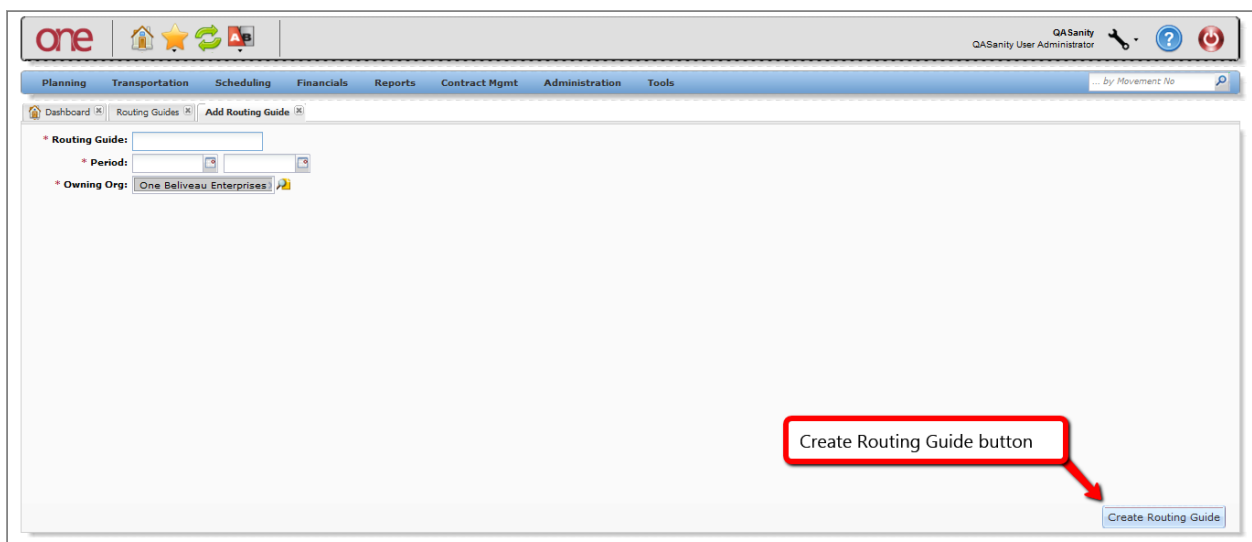 one
QASanity
QASanity User Administrator
Planning Transportation Scheduling Financials Reports Contract Mgmt Administration Tools ... by Movement No
Dashboard Routing Guides Add Routing Guide
* Routing Guide:
* Period:
* Owning Org: One Beliveau Enterprises
Create Routing Guide button
Create Routing Guide